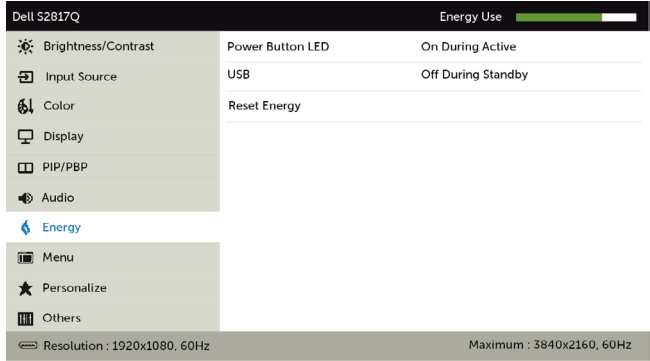 Dell S2817Q Energy Use
Brightness/Contrast Power Button LED On During Active
Input Source USB Off During Standby
Color Reset Energy
Display
PIP/PBP
Audio
Energy
Menu
Personalize
Others
Resolution : 1920x1080, 60Hz Maximum : 3840x2160, 60Hz